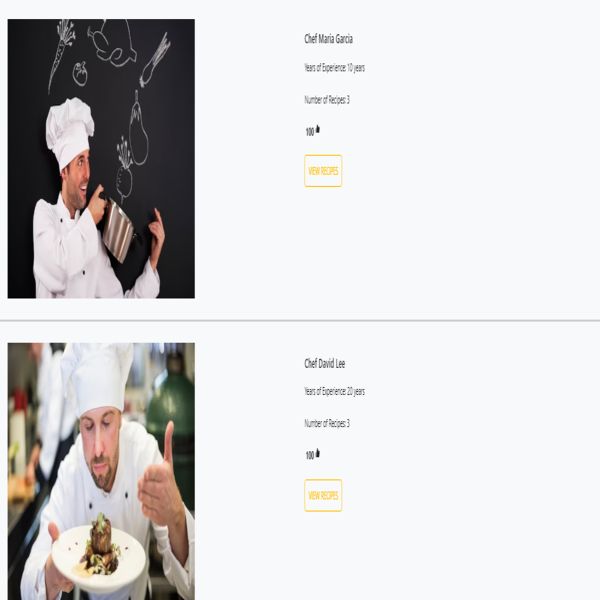 Chef Maria Garcia
Years of Experience: 10 years
Number of Recipes: 3
100
VIEW RECIPES
Chef David Lee
Years of Experience: 20 years
Number of Recipes: 3
100
VIEW RECIPES